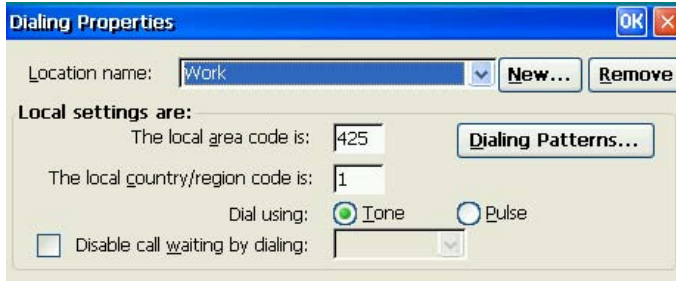 Dialing Properties OK
Location name: Work New... Remove
Local settings are:
The local area code is: 425 Dialing Patterns...
The local country/region code is: 1
Dial using: Tone Pulse
Disable call waiting by dialing: